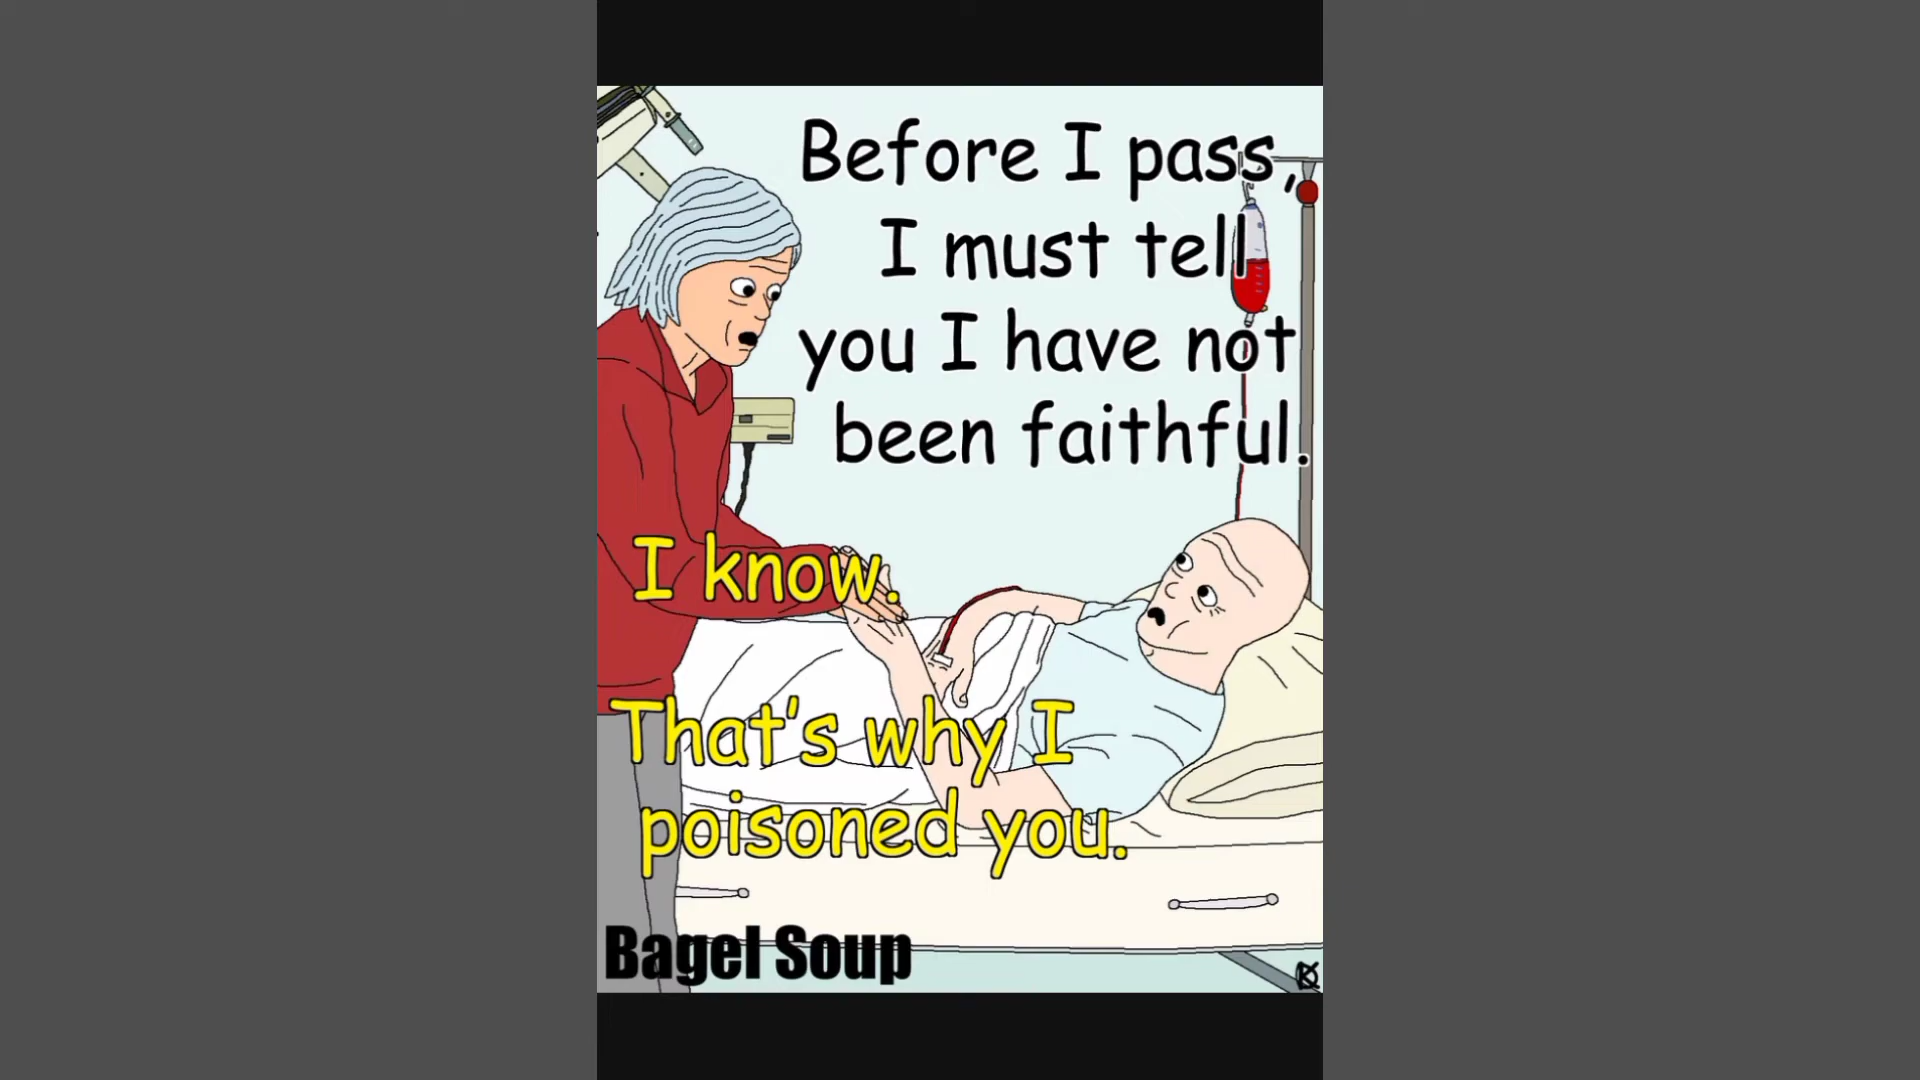 Before I pass,
I must tell
you I have not
been faithful.
I know.
That's why I
poisoned you.
Bagel Soup